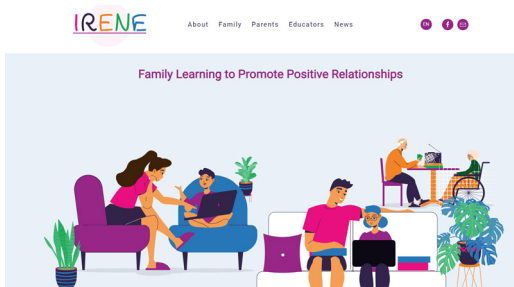 IRENE
About Family Parents Educators News
EN
Family Learning to Promote Positive Relationships